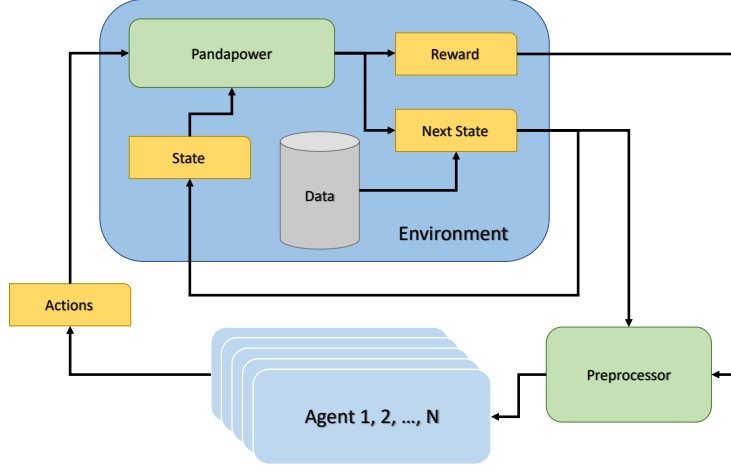 Pandapower
Reward
Next State
State
Data
Environment
Actions
Preprocessor
Agent 1, 2, ..., N